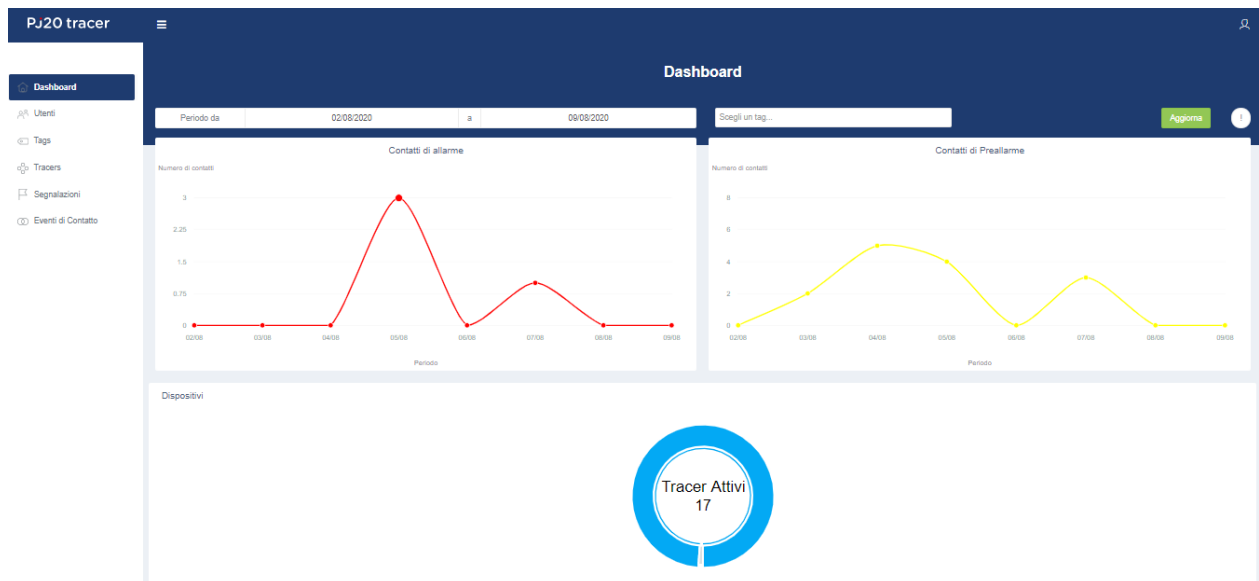 PJ20 tracer
Dashboard
Dashboard
Utenti
Tags
Tracers
Segnalazioni
Eventi di Contatto
Periodo da 02/08/2020 a 09/08/2020
Scegli un tag...
Aggiorna
!
Contatti di allarme
Numero di contatti
3
2.25
1.5
0.75
0
02/08 03/08 04/08 05/08 06/08 07/08 08/08 09/08
Periodo
Contatti di Preallarme
Numero di contatti
8
6
4
2
0
02/08 03/08 04/08 05/08 06/08 07/08 08/08 09/08
Periodo
Dispositivi
Tracer Attivi
17